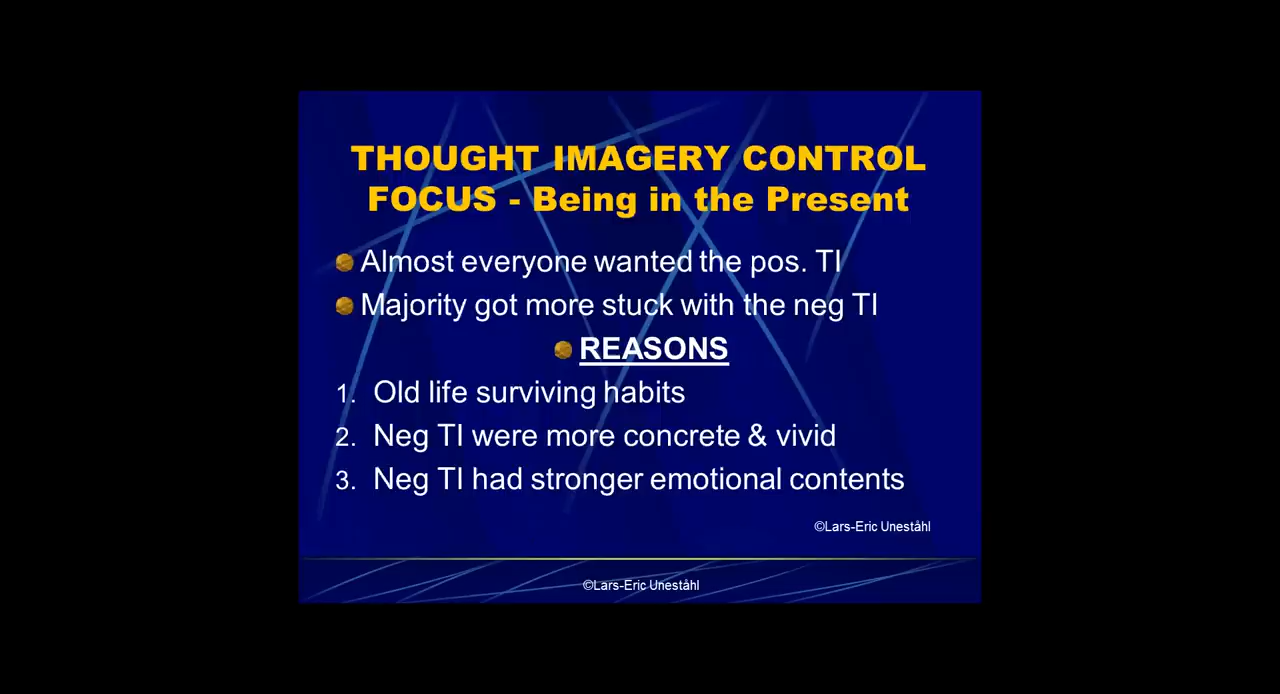 THOUGHT IMAGERY CONTROL
FOCUS - Being in the Present
Almost everyone wanted the pos. TI
Majority got more stuck with the neg TI
REASONS
1. Old life surviving habits
2. Neg TI were more concrete & vivid
3. Neg TI had stronger emotional contents
©Lars-Eric Uneståhl
©Lars-Eric Uneståhl